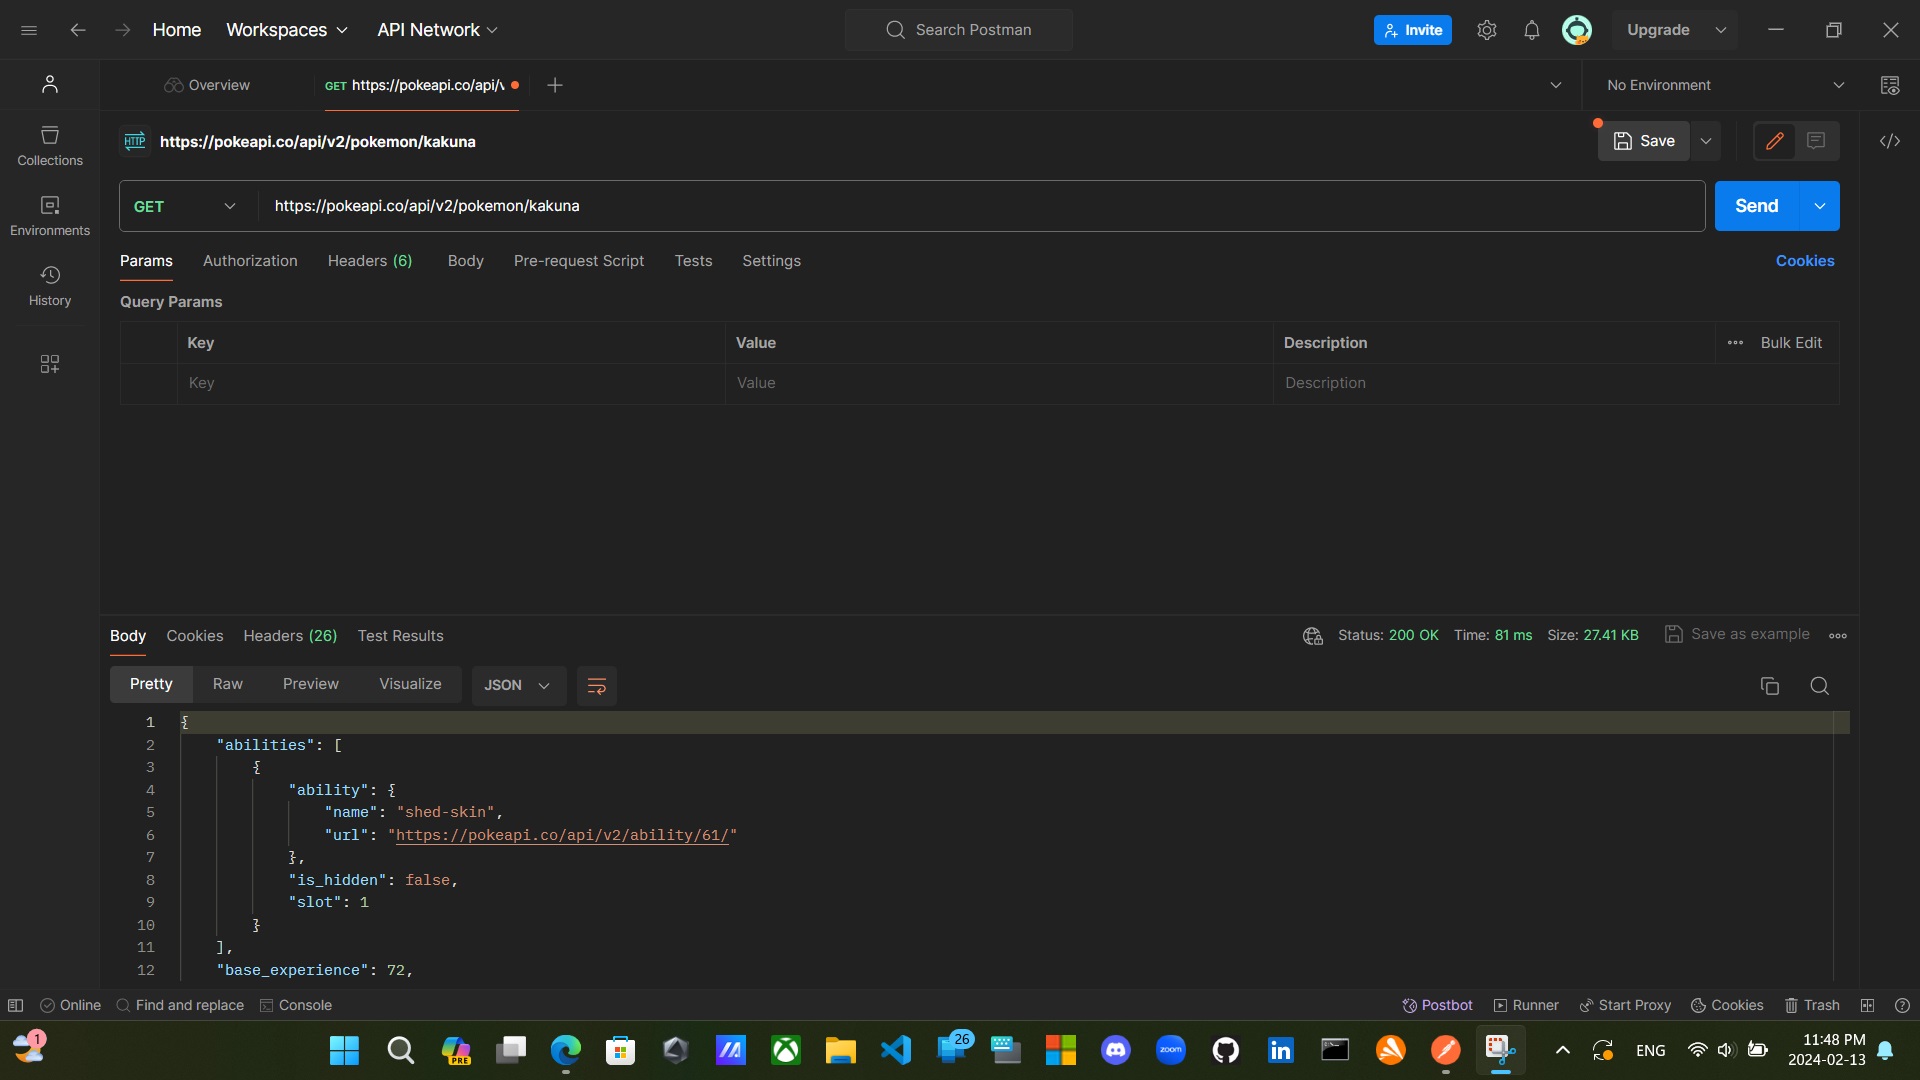 Home Workspaces API Network Search Postman Invite Upgrade
Overview GET https://pokeapi.co/api/v No Environment
HTTP https://pokeapi.co/api/v2/pokemon/kakuna Save
Collections
GET https://pokeapi.co/api/v2/pokemon/kakuna Send
Environments
Params Authorization Headers (6) Body Pre-request Script Tests Settings Cookies
History
Query Params
Key Value Description Bulk Edit
Key Value Description
Body Cookies Headers (26) Test Results Status: 200 OK Time: 81 ms Size: 27.41 KB Save as example
Pretty Raw Preview Visualize JSON
1 {
2 "abilities": [
3 {
4 "ability": {
5 "name": "shed-skin",
6 "url": "https://pokeapi.co/api/v2/ability/61/"
7 },
8 "is_hidden": false,
9 "slot": 1
10 }
11 ],
12 "base_experience": 72,
Online Find and replace Console Postbot Runner Start Proxy Cookies Trash
1 PRE 26 zoom in ENG 11:48 PM
2024-02-13